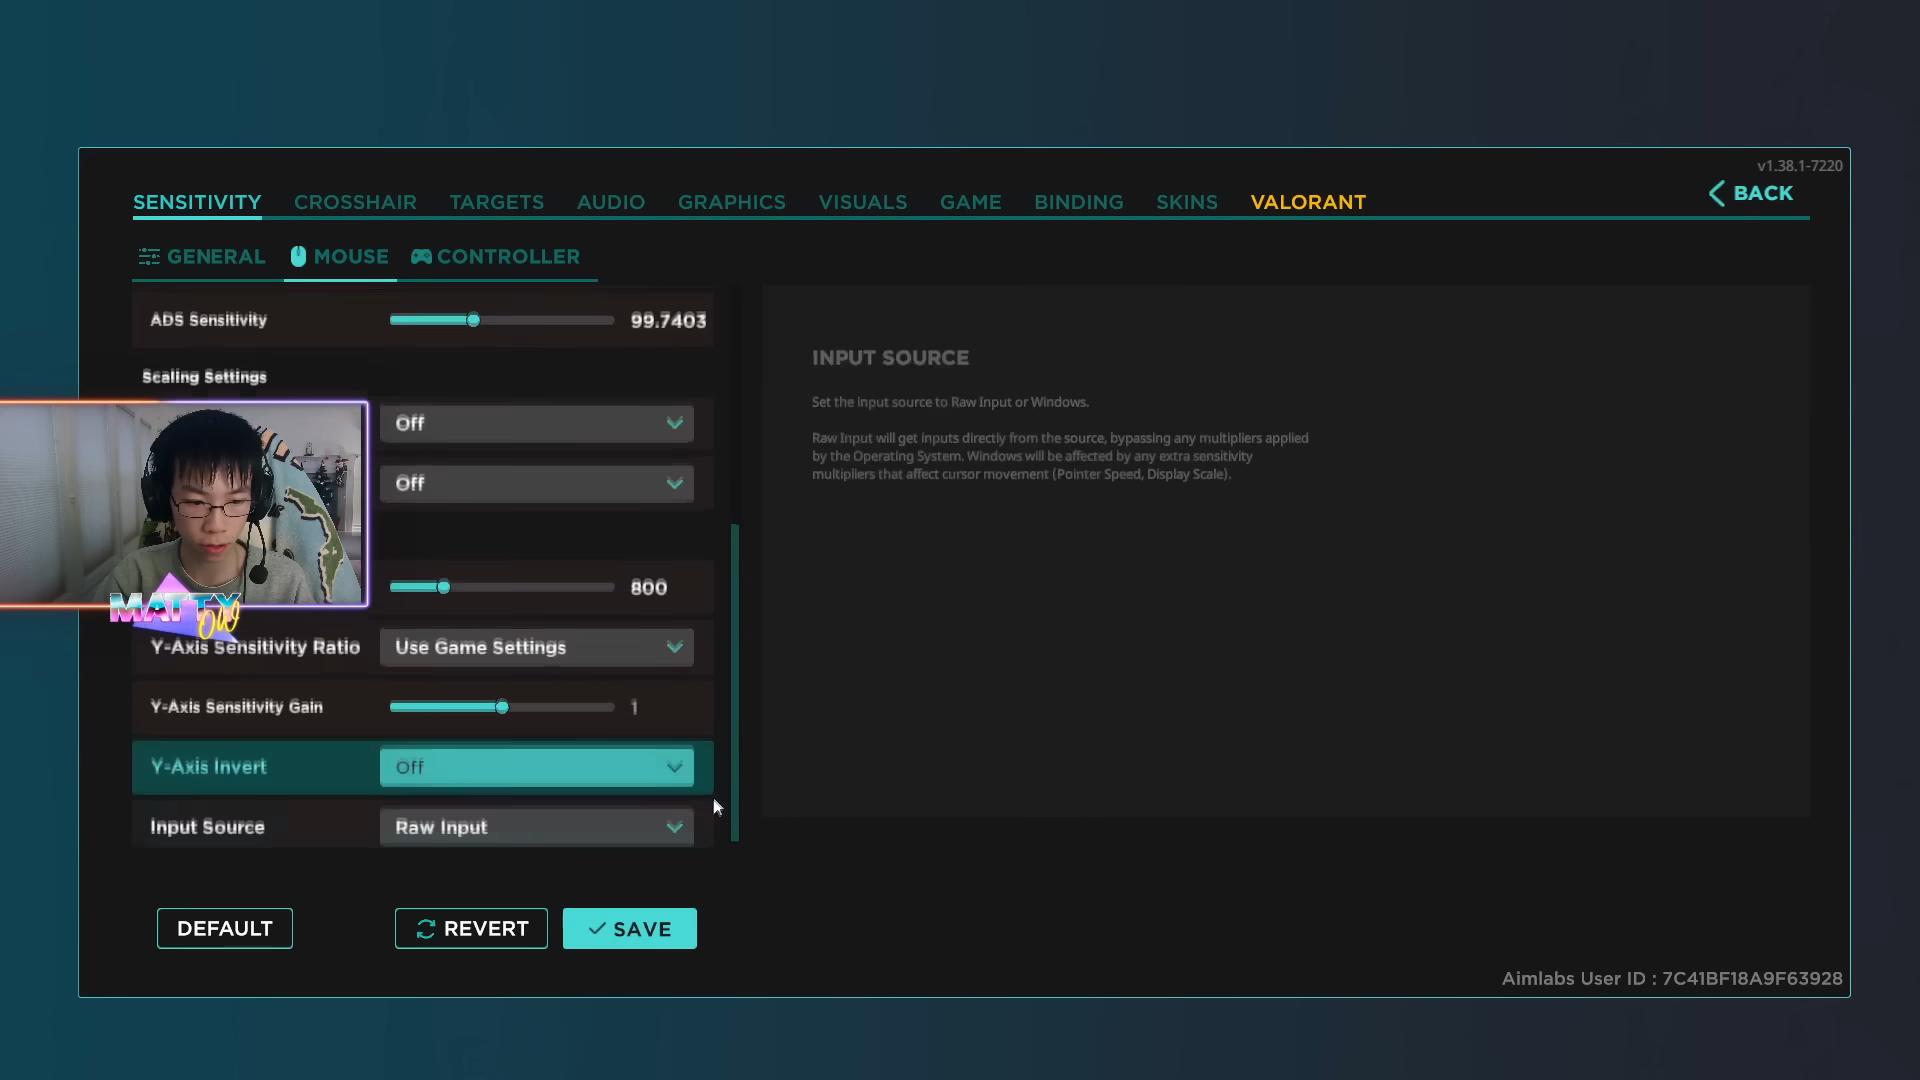 v1.38.1-7220
SENSITIVITY CROSSHAIR TARGETS AUDIO GRAPHICS VISUALS GAME BINDING SKINS VALORANT
BACK
GENERAL MOUSE CONTROLLER
ADS Sensitivity 99.7403
Scaling Settings
Off
Off
800
Y-Axis Sensitivity Ratio Use Game Settings
Y-Axis Sensitivity Gain 1
Y-Axis Invert Off
Input Source Raw Input
INPUT SOURCE
Set the input source to Raw Input or Windows.
Raw Input will get inputs directly from the source, bypassing any multipliers applied
by the Operating System. Windows will be affected by any extra sensitivity
multipliers that affect cursor movement (Pointer Speed, Display Scale).
MATTY
OW
DEFAULT REVERT SAVE
Aimlabs User ID : 7C41BF18A9F63928